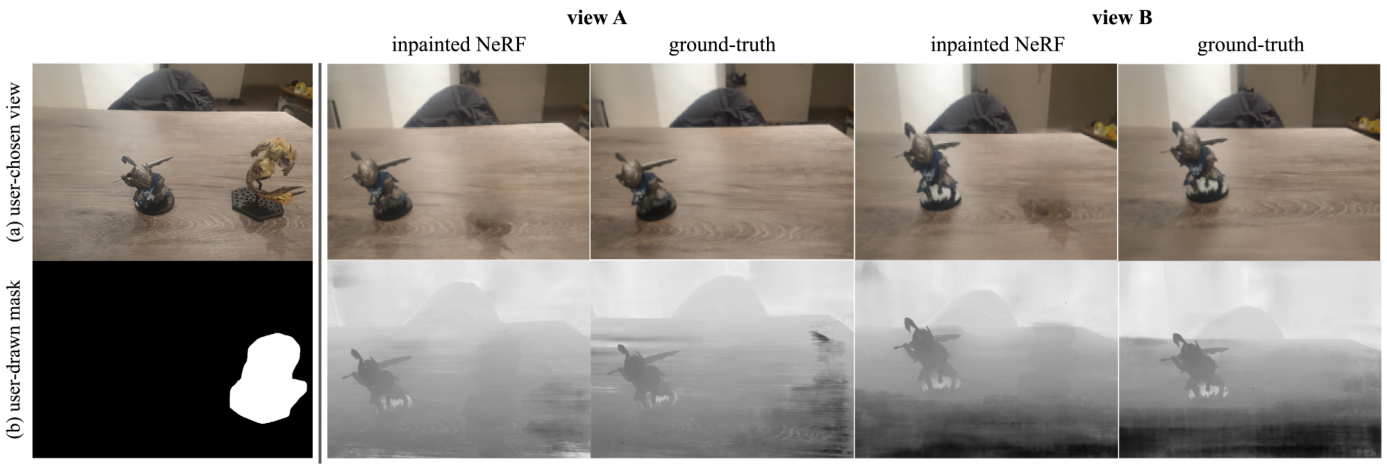 view A
view B
inpainted NeRF
ground-truth
inpainted NeRF
ground-truth
(a) user-chosen view
(b) user-drawn mask